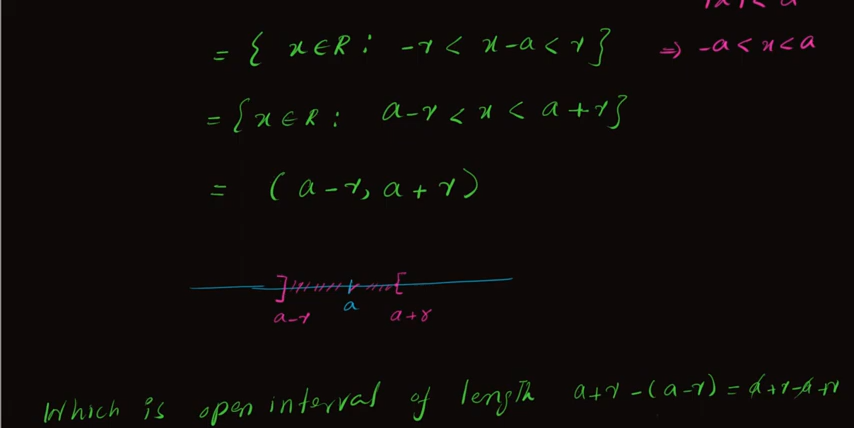 |x| < a
= { x ∈ R : -r < x-a < r }
⇒ -a < x < a
= { x ∈ R : a-r < x < a+r }
= (a-r, a+r)
] [
a-r a a+r
Which is open interval of length a+r-(a-r) = a+r-a+r